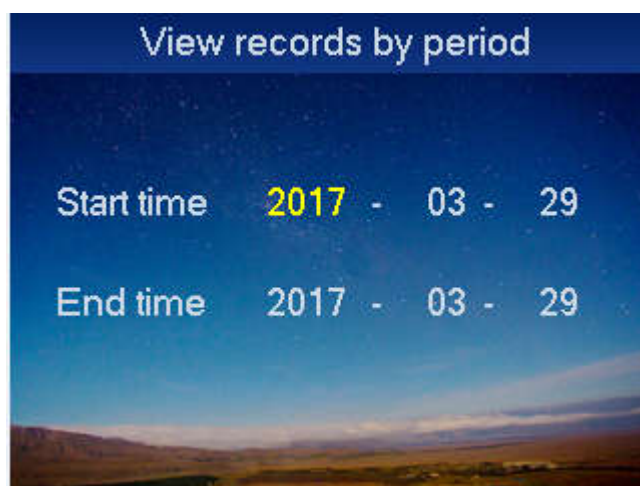 View records by period
Start time 2017 - 03 - 29
End time 2017 - 03 - 29